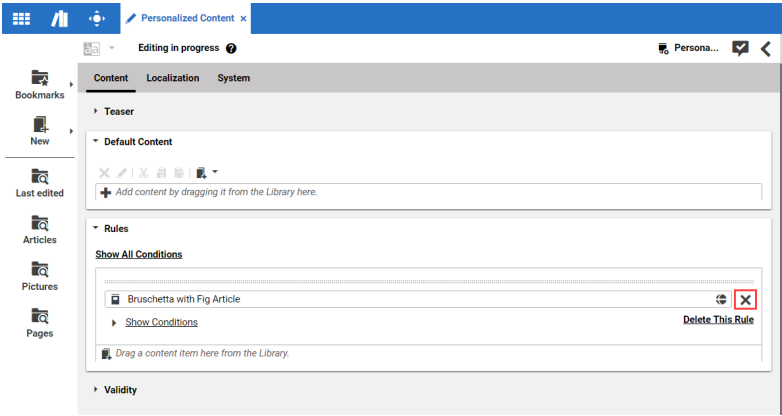 Personalized Content ×
āa Editing in progress ?
Persona...
Bookmarks
New
Last edited
Articles
Pictures
Pages
Content Localization System
Teaser
Default Content
Add content by dragging it from the Library here.
Rules
Show All Conditions
Bruschetta with Fig Article
Show Conditions
Delete This Rule
Drag a content item here from the Library.
Validity